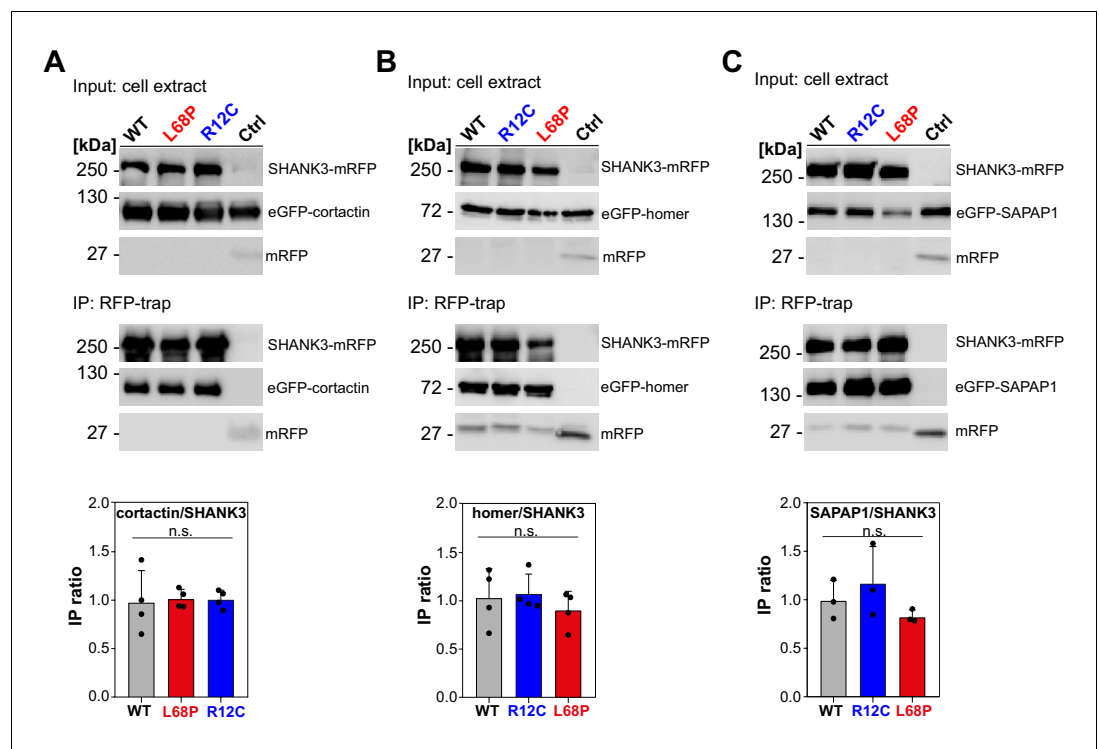 A
Input: cell extract
WT L68P R12C Ctrl
[kDa]
250 - SHANK3-mRFP
130 -
eGFP-cortactin
27 - mRFP
IP: RFP-trap
250 - SHANK3-mRFP
130 -
eGFP-cortactin
27 - mRFP
2.0
cortactin/SHANK3
n.s.
1.5
1.0
0.5
0.0
IP ratio
WT L68P R12C
B
Input: cell extract
WT R12C L68P Ctrl
[kDa]
250 - SHANK3-mRFP
72 - eGFP-homer
27 - mRFP
IP: RFP-trap
250 - SHANK3-mRFP
72 - eGFP-homer
27 - mRFP
2.0
homer/SHANK3
n.s.
1.5
1.0
0.5
0.0
IP ratio
WT R12C L68P
C
Input: cell extract
WT R12C L68P Ctrl
[kDa]
250 - SHANK3-mRFP
130 - eGFP-SAPAP1
27 - mRFP
IP: RFP-trap
250 - SHANK3-mRFP
130 - eGFP-SAPAP1
27 - mRFP
2.0
SAPAP1/SHANK3
n.s.
1.5
1.0
0.5
0.0
IP ratio
WT R12C L68P